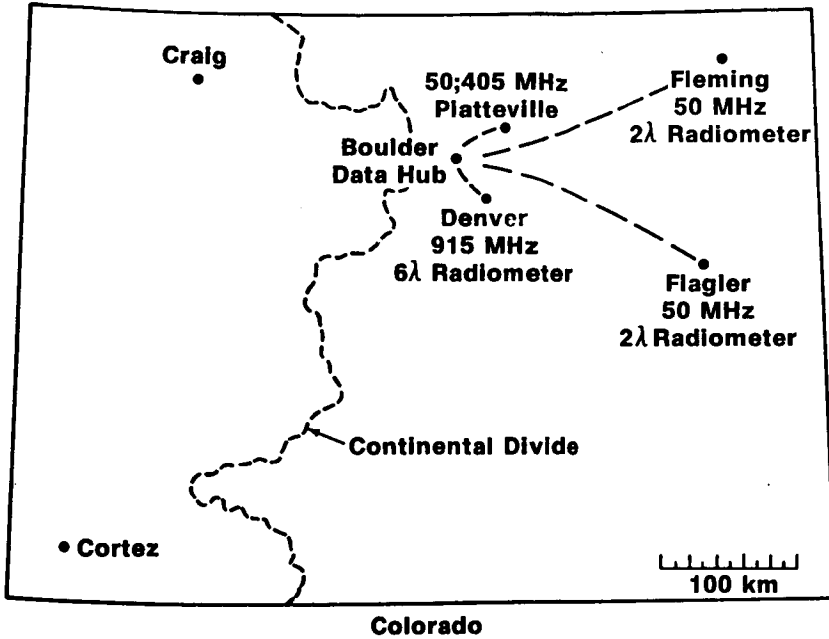 Craig
50;405 MHz
Platteville
Fleming
50 MHz
2λ Radiometer
Boulder
Data Hub
Denver
915 MHz
6λ Radiometer
Flagler
50 MHz
2λ Radiometer
Continental Divide
Cortez
100 km
Colorado